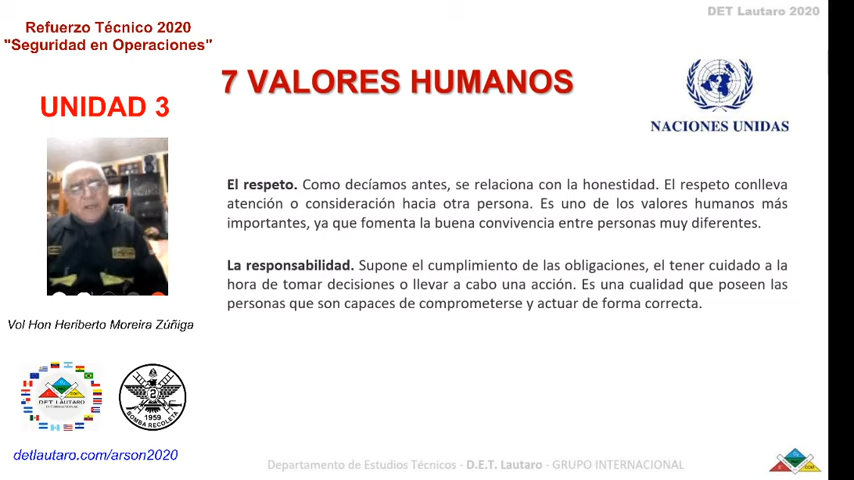 DET Lautaro 2020
Refuerzo Técnico 2020
"Seguridad en Operaciones"
UNIDAD 3
7 VALORES HUMANOS
NACIONES UNIDAS
El respeto. Como decíamos antes, se relaciona con la honestidad. El respeto conlleva
atención o consideración hacia otra persona. Es uno de los valores humanos más
importantes, ya que fomenta la buena convivencia entre personas muy diferentes.
La responsabilidad. Supone el cumplimiento de las obligaciones, el tener cuidado a la
hora de tomar decisiones o llevar a cabo una acción. Es una cualidad que poseen las
personas que son capaces de comprometerse y actuar de forma correcta.
Vol Hon Heriberto Moreira Zúñiga
D.E.T. LAUTARO
2
1959
BOMBA RECOLETA
detlautaro.com/arson2020
Departamento de Estudios Técnicos - D.E.T. Lautaro - GRUPO INTERNACIONAL